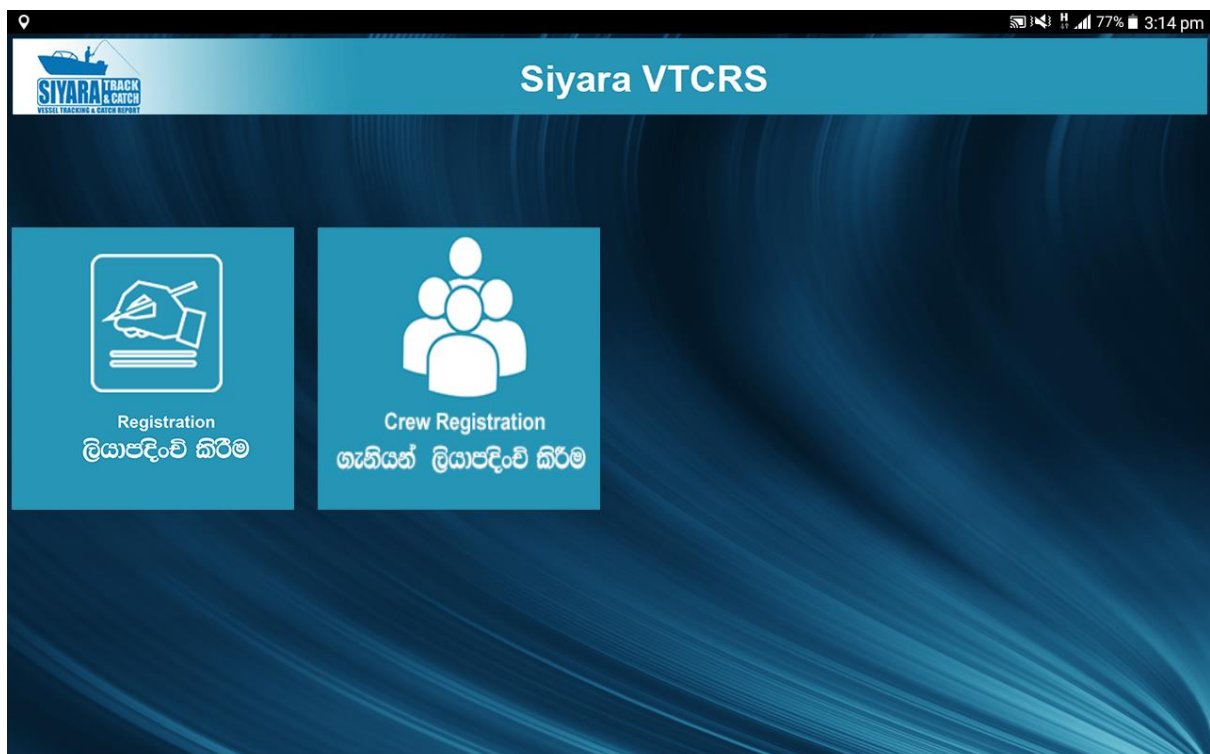 77% 3:14 pm
SIYARA TRACK & CATCH
VESSEL TRACKING & CATCH REPORT
Siyara VTCRS
Registration
ලියාපදිංචි කිරීම
Crew Registration
ගැනියන් ලියාපදිංචි කිරීම